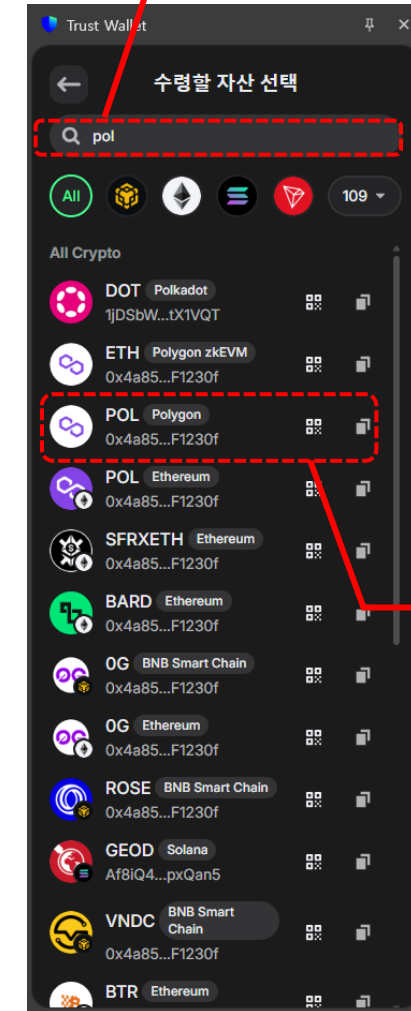 Trust Wallet
수령할 자산 선택
pol
All
109
All Crypto
DOT Polkadot
1jDSbW...tX1VQT
ETH Polygon zkEVM
0x4a85...F1230f
POL Polygon
0x4a85...F1230f
POL Ethereum
0x4a85...F1230f
SFRXETH Ethereum
0x4a85...F1230f
BARD Ethereum
0x4a85...F1230f
0G BNB Smart Chain
0x4a85...F1230f
0G Ethereum
0x4a85...F1230f
ROSE BNB Smart Chain
0x4a85...F1230f
GEOD Solana
Af8iQ4...pxQan5
VNDC BNB Smart
Chain
0x4a85...F1230f
BTR Ethereum